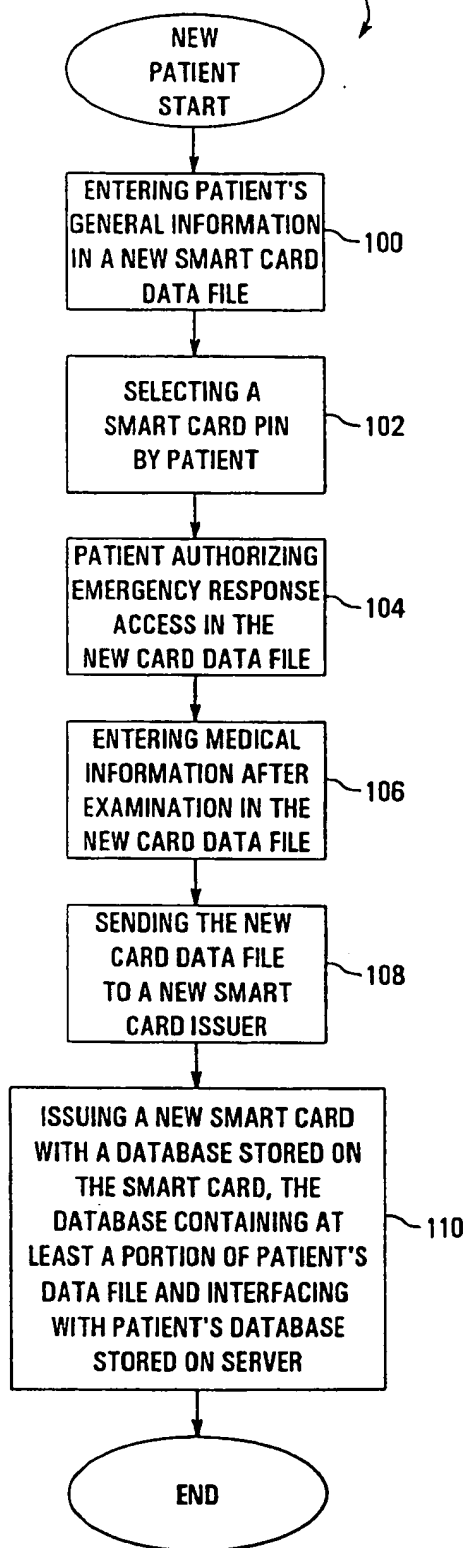 NEW
PATIENT
START
ENTERING PATIENT'S
GENERAL INFORMATION
IN A NEW SMART CARD
DATA FILE
100
SELECTING A
SMART CARD PIN
BY PATIENT
102
PATIENT AUTHORIZING
EMERGENCY RESPONSE
ACCESS IN THE
NEW CARD DATA FILE
104
ENTERING MEDICAL
INFORMATION AFTER
EXAMINATION IN THE
NEW CARD DATA FILE
106
SENDING THE NEW
CARD DATA FILE
TO A NEW SMART
CARD ISSUER
108
ISSUING A NEW SMART CARD
WITH A DATABASE STORED ON
THE SMART CARD, THE
DATABASE CONTAINING AT
LEAST A PORTION OF PATIENT'S
DATA FILE AND INTERFACING
WITH PATIENT'S DATABASE
STORED ON SERVER
110
END